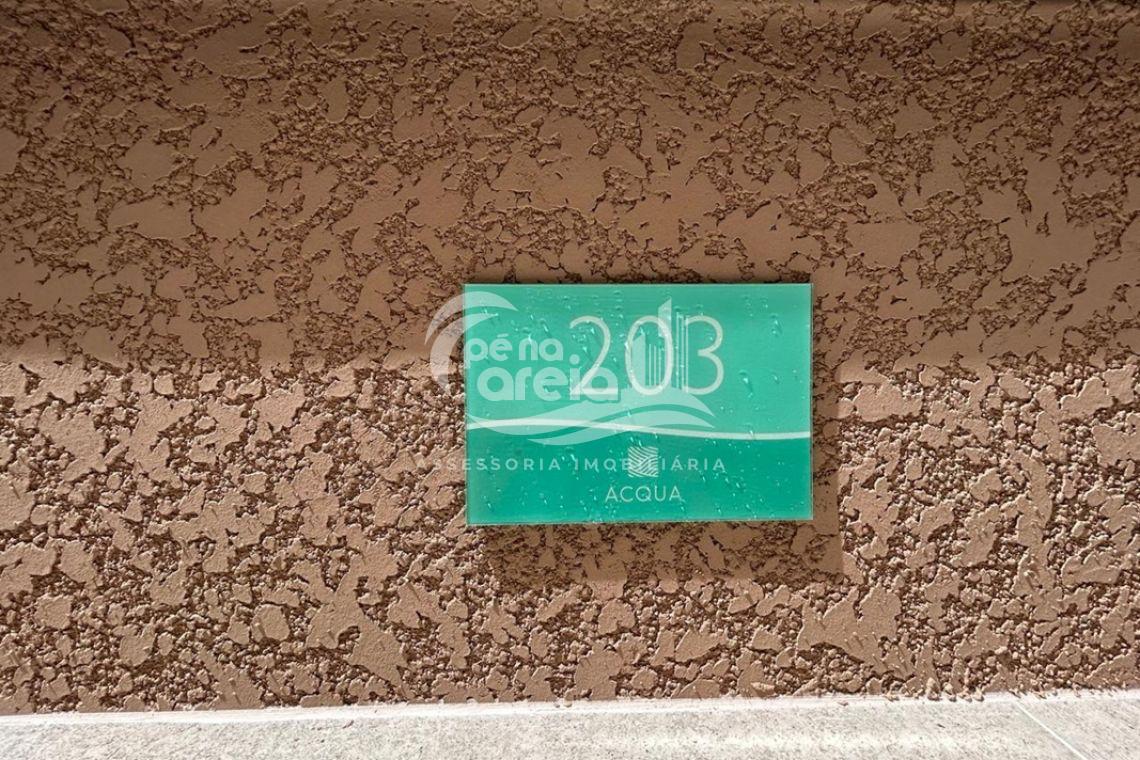 203
pé na
areia
ASSESSORIA IMOBILIÁRIA
ACQUA